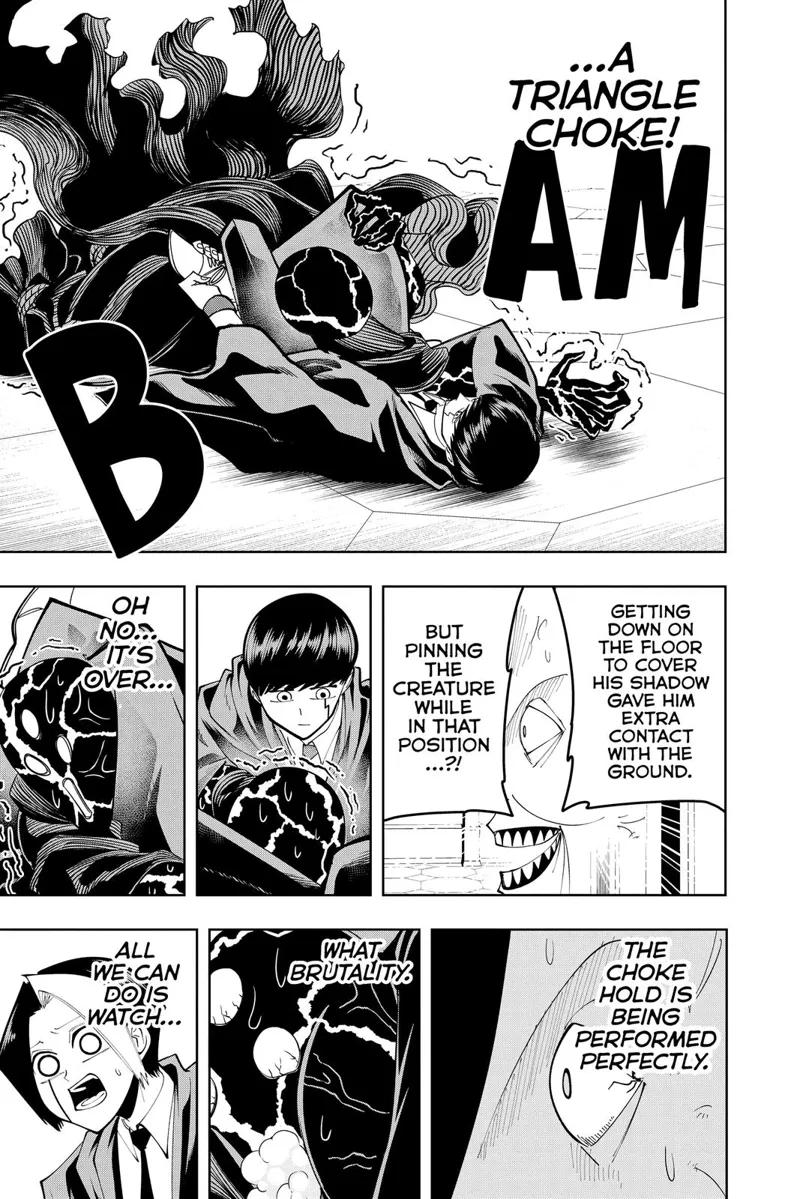 ...A
TRIANGLE
CHOKE!
BAM
GETTING
DOWN ON
THE FLOOR
TO COVER
HIS SHADOW
GAVE HIM
EXTRA
CONTACT
WITH THE
GROUND.
BUT
PINNING
THE
CREATURE
WHILE
IN THAT
POSITION
...?!
OH
NO...
IT'S
OVER...
THE
CHOKE
HOLD IS
BEING
PERFORMED
PERFECTLY.
WHAT
BRUTALITY.
ALL
WE CAN
DO IS
WATCH...